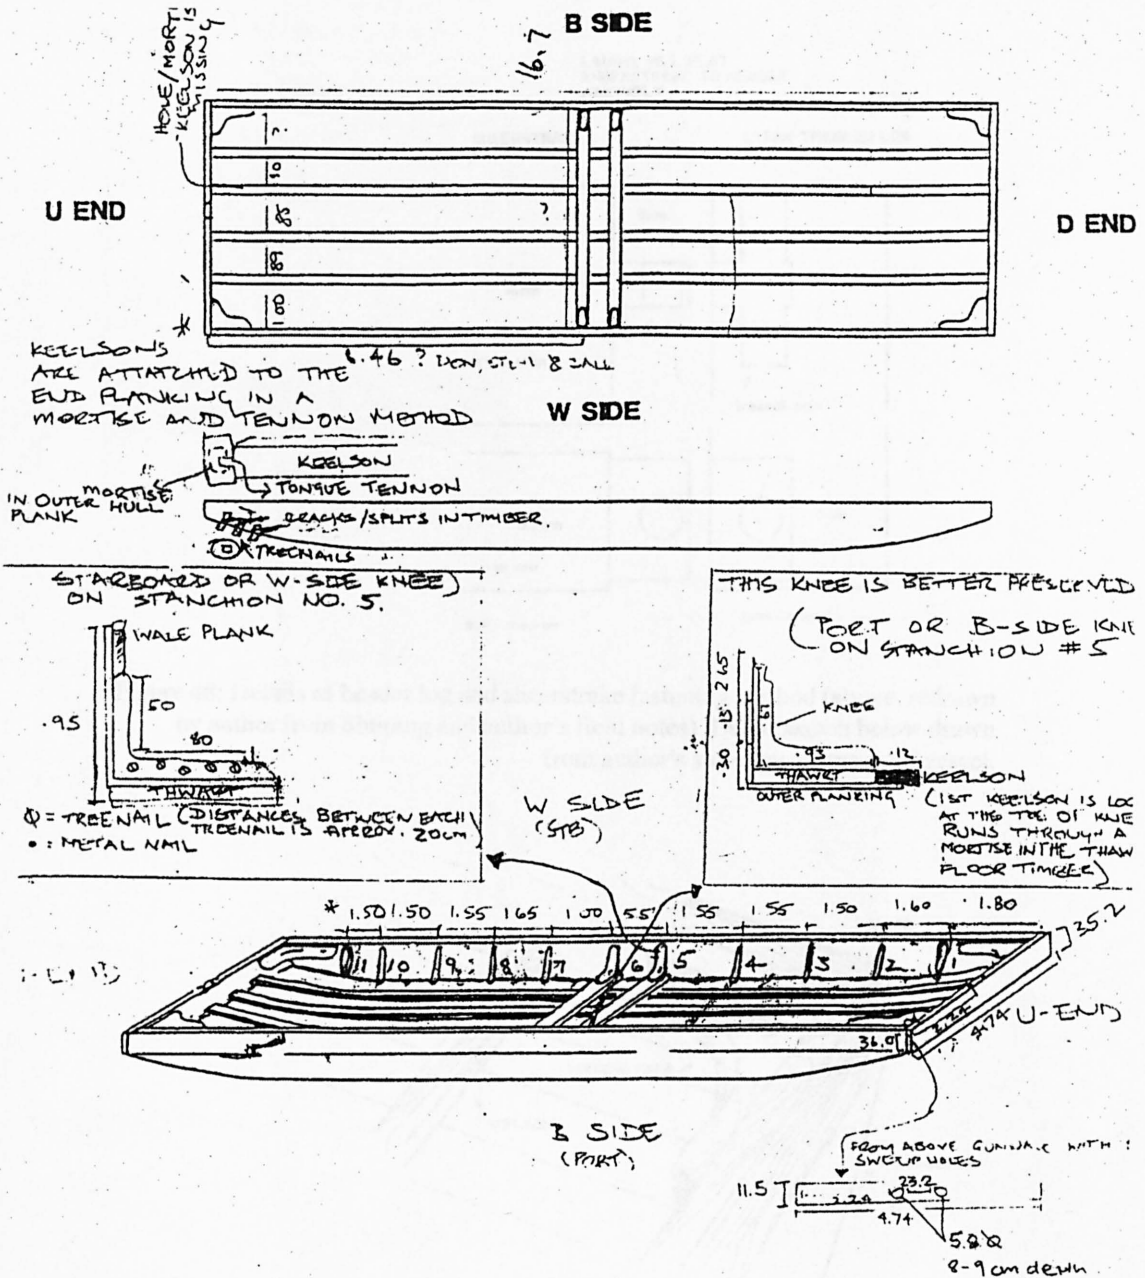 HOLE/MORTI
KEELSON IS
MISSING
16.7
B SIDE
U END
D END
?
10
89
100
?
*
6.46 ?
KEELSONS
ARE ATTATCHED TO THE
END PLANKING IN A
MORTISE AND TENNON METHOD
W SIDE
KEELSON
TONGUE TENNON
MORTISE
IN OUTER HULL
PLANK
CRACKS/SPLITS IN TIMBER
TREENAILS
STARBOARD OR W-SIDE KNEE)
ON STANCHION NO. 5.
WALE PLANK
.95
50
80
THWART
= TREENAIL (DISTANCES BETWEEN EACH
TREENAIL IS APPROX. 20cm
• : METAL NAIL
THIS KNEE IS BETTER PRESERVED
(PORT OR B-SIDE KNE
ON STANCHION #5
KNEE
.30
93
12
THAWRT
KEELSON
OUTER PLANKING
(1ST KEELSON IS LOC
AT THE TOE OF KNE
RUNS THROUGH A
MORTISE IN THE THAW
FLOOR TIMBER)
W SIDE
(STB)
* 1.50 1.50 1.55 1.65 1.00 .55 1.55 1.55 1.50 1.60 1.80
35.2
11 10 9 8 7 6 5 4 3 2 1
4.74
U-END
36.0
B SIDE
(PORT)
FROM ABOVE
SWEEP HOLES
11.5
23.2
4.74
8-9 cm